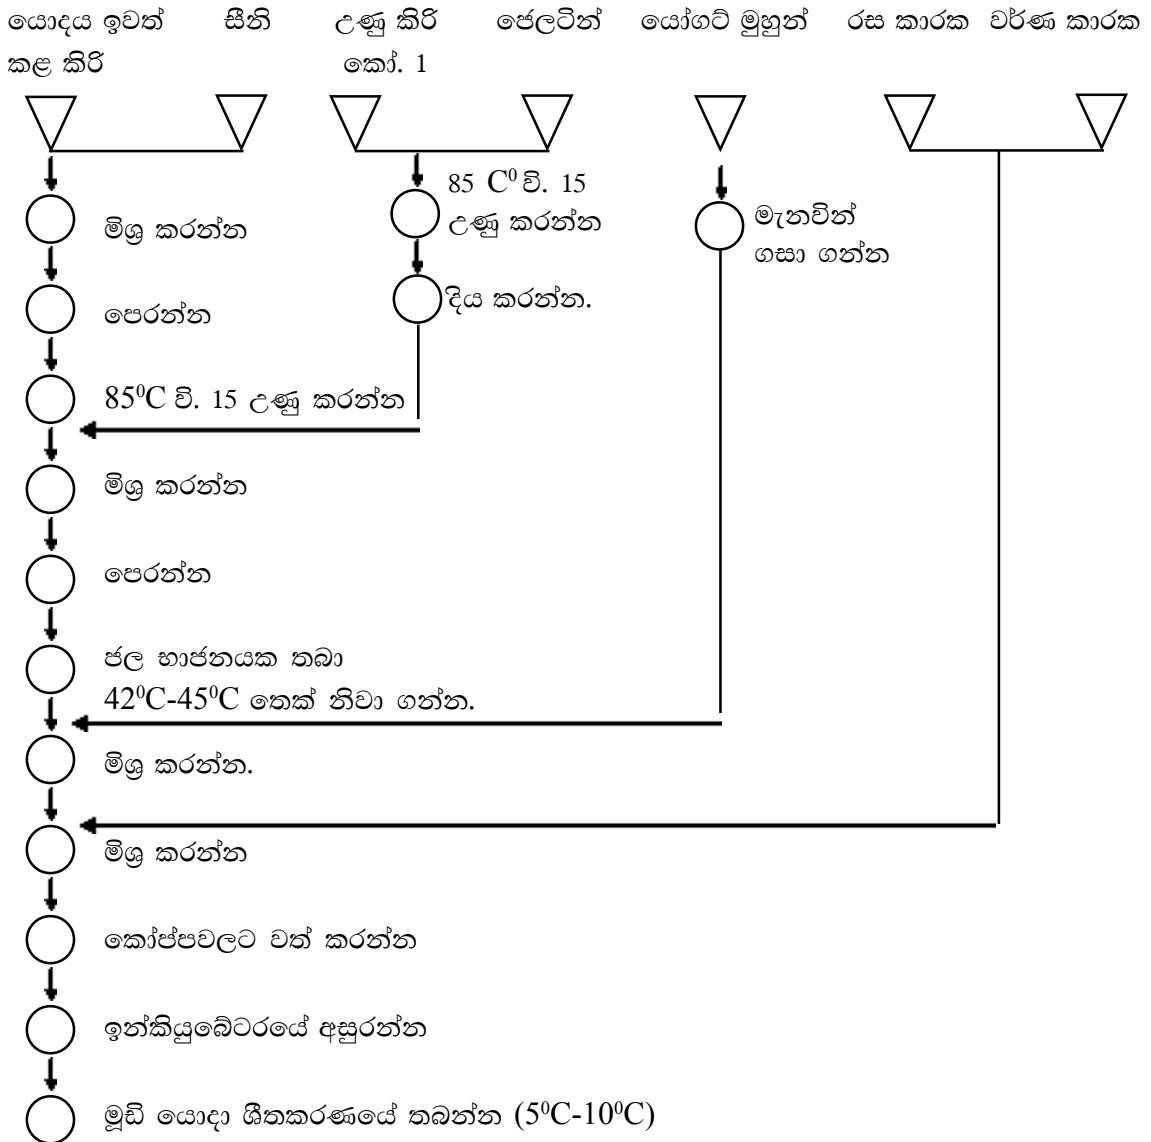 යොදය ඉවත් සීනි උණු කිරි ජෙලටින් යෝගට් මුහුන් රස කාරක වර්ණ කාරක
කළ කිරි කෝ. 1
85 C⁰ වි. 15
උණු කරන්න
මිශ්‍ර කරන්න
මැනවින්
ගසා ගන්න
දිය කරන්න.
පෙරන්න
85⁰C වි. 15 උණු කරන්න
මිශ්‍ර කරන්න
පෙරන්න
ජල භාජනයක තබා
42⁰C-45⁰C තෙක් නිවා ගන්න.
මිශ්‍ර කරන්න.
මිශ්‍ර කරන්න
කෝප්පවලට වත් කරන්න
ඉන්කියුබේටරයේ අසුරන්න
මූඩි යොදා ශීතකරණයේ තබන්න (5⁰C-10⁰C)